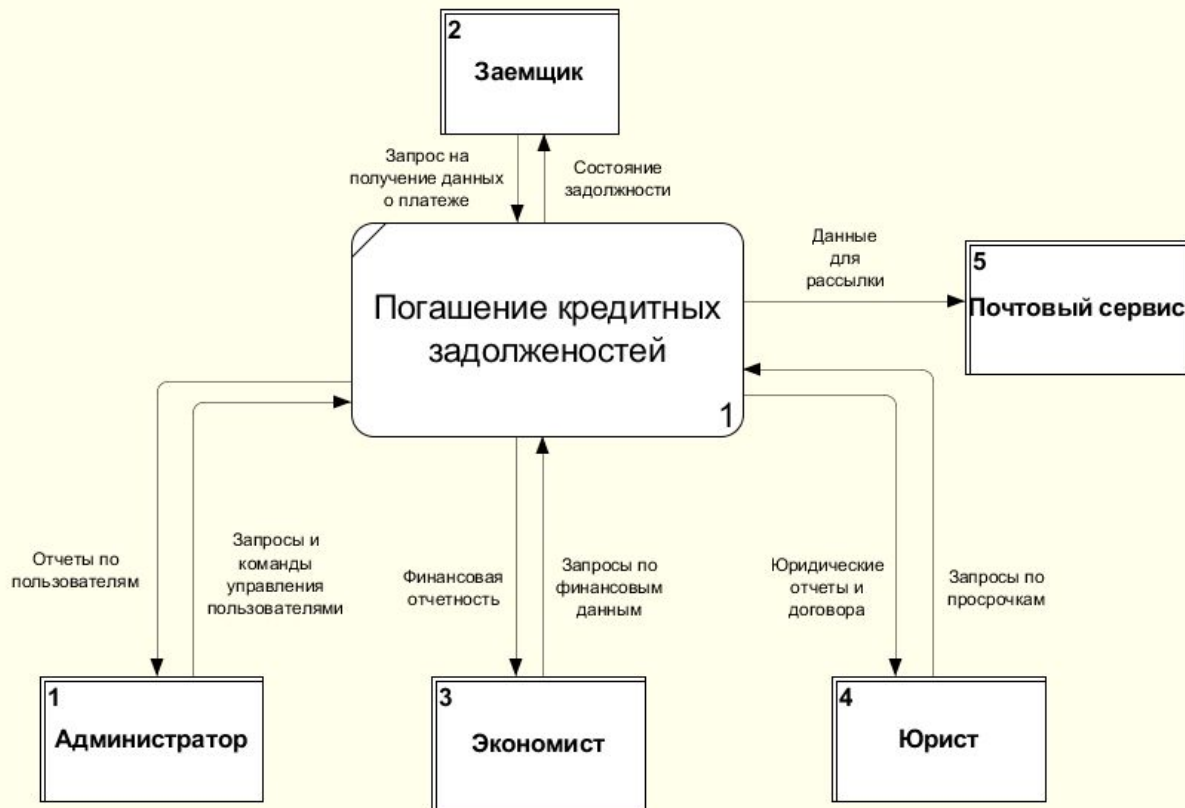 2
Заемщик
Запрос на
получение данных
о платеже
Состояние
задолжности
Погашение кредитных
задолженостей
1
Данные
для
рассылки
5
Почтовый сервис
Отчеты по
пользователям
Запросы и
команды
управления
пользователями
Финансовая
отчетность
Запросы по
финансовым
данным
Юридические
отчеты и
договора
Запросы по
просрочкам
1
Администратор
3
Экономист
4
Юрист